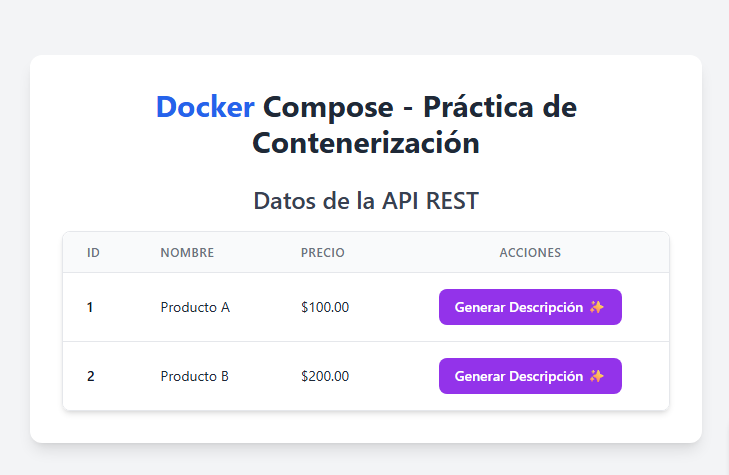 Docker Compose - Práctica de
Contenerización
Datos de la API REST
ID NOMBRE PRECIO ACCIONES
1 Producto A $100.00 Generar Descripción ✨
2 Producto B $200.00 Generar Descripción ✨